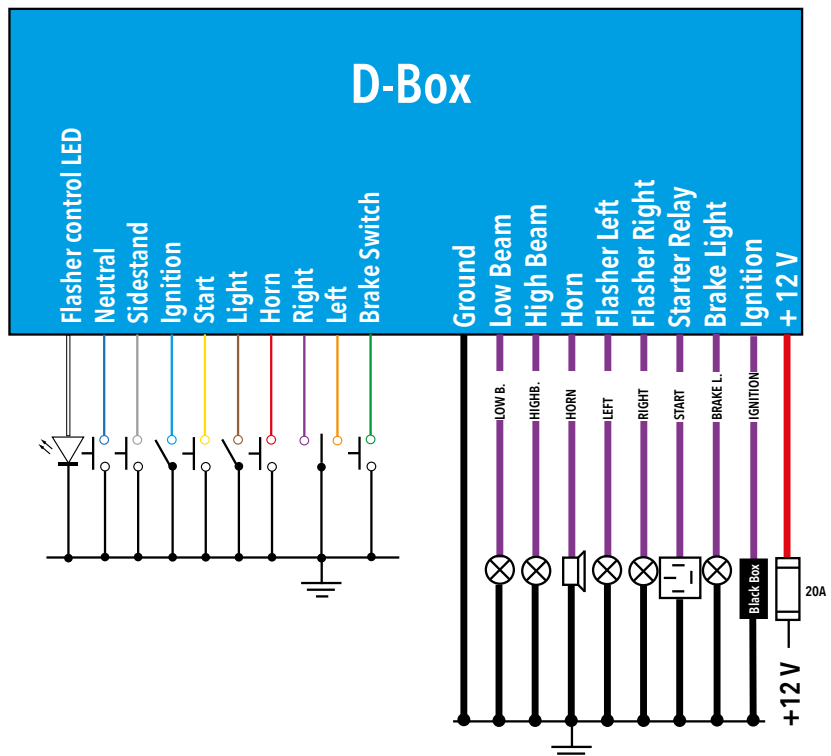 D-Box
Flasher control LED
Neutral
Sidestand
Ignition
Start
Light
Horn
Right
Left
Brake Switch
Ground
Low Beam
High Beam
Horn
Flasher Left
Flasher Right
Starter Relay
Brake Light
Ignition
+ 12 V
LOW B.
HIGHB.
HORN
LEFT
RIGHT
START
BRAKE L.
IGNITION
Black Box
20A
+12 V